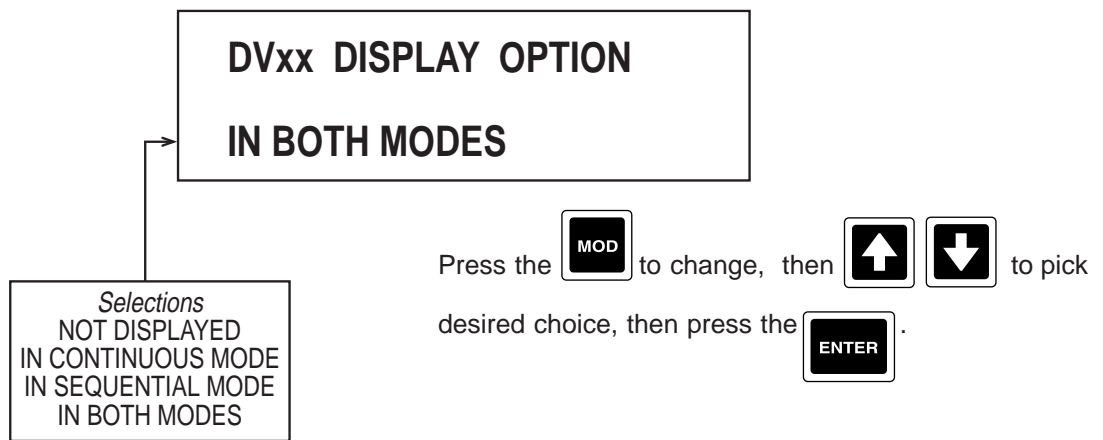 DVxx DISPLAY OPTION
IN BOTH MODES
Press the MOD to change, then to pick
desired choice, then press the ENTER .
Selections
NOT DISPLAYED
IN CONTINUOUS MODE
IN SEQUENTIAL MODE
IN BOTH MODES